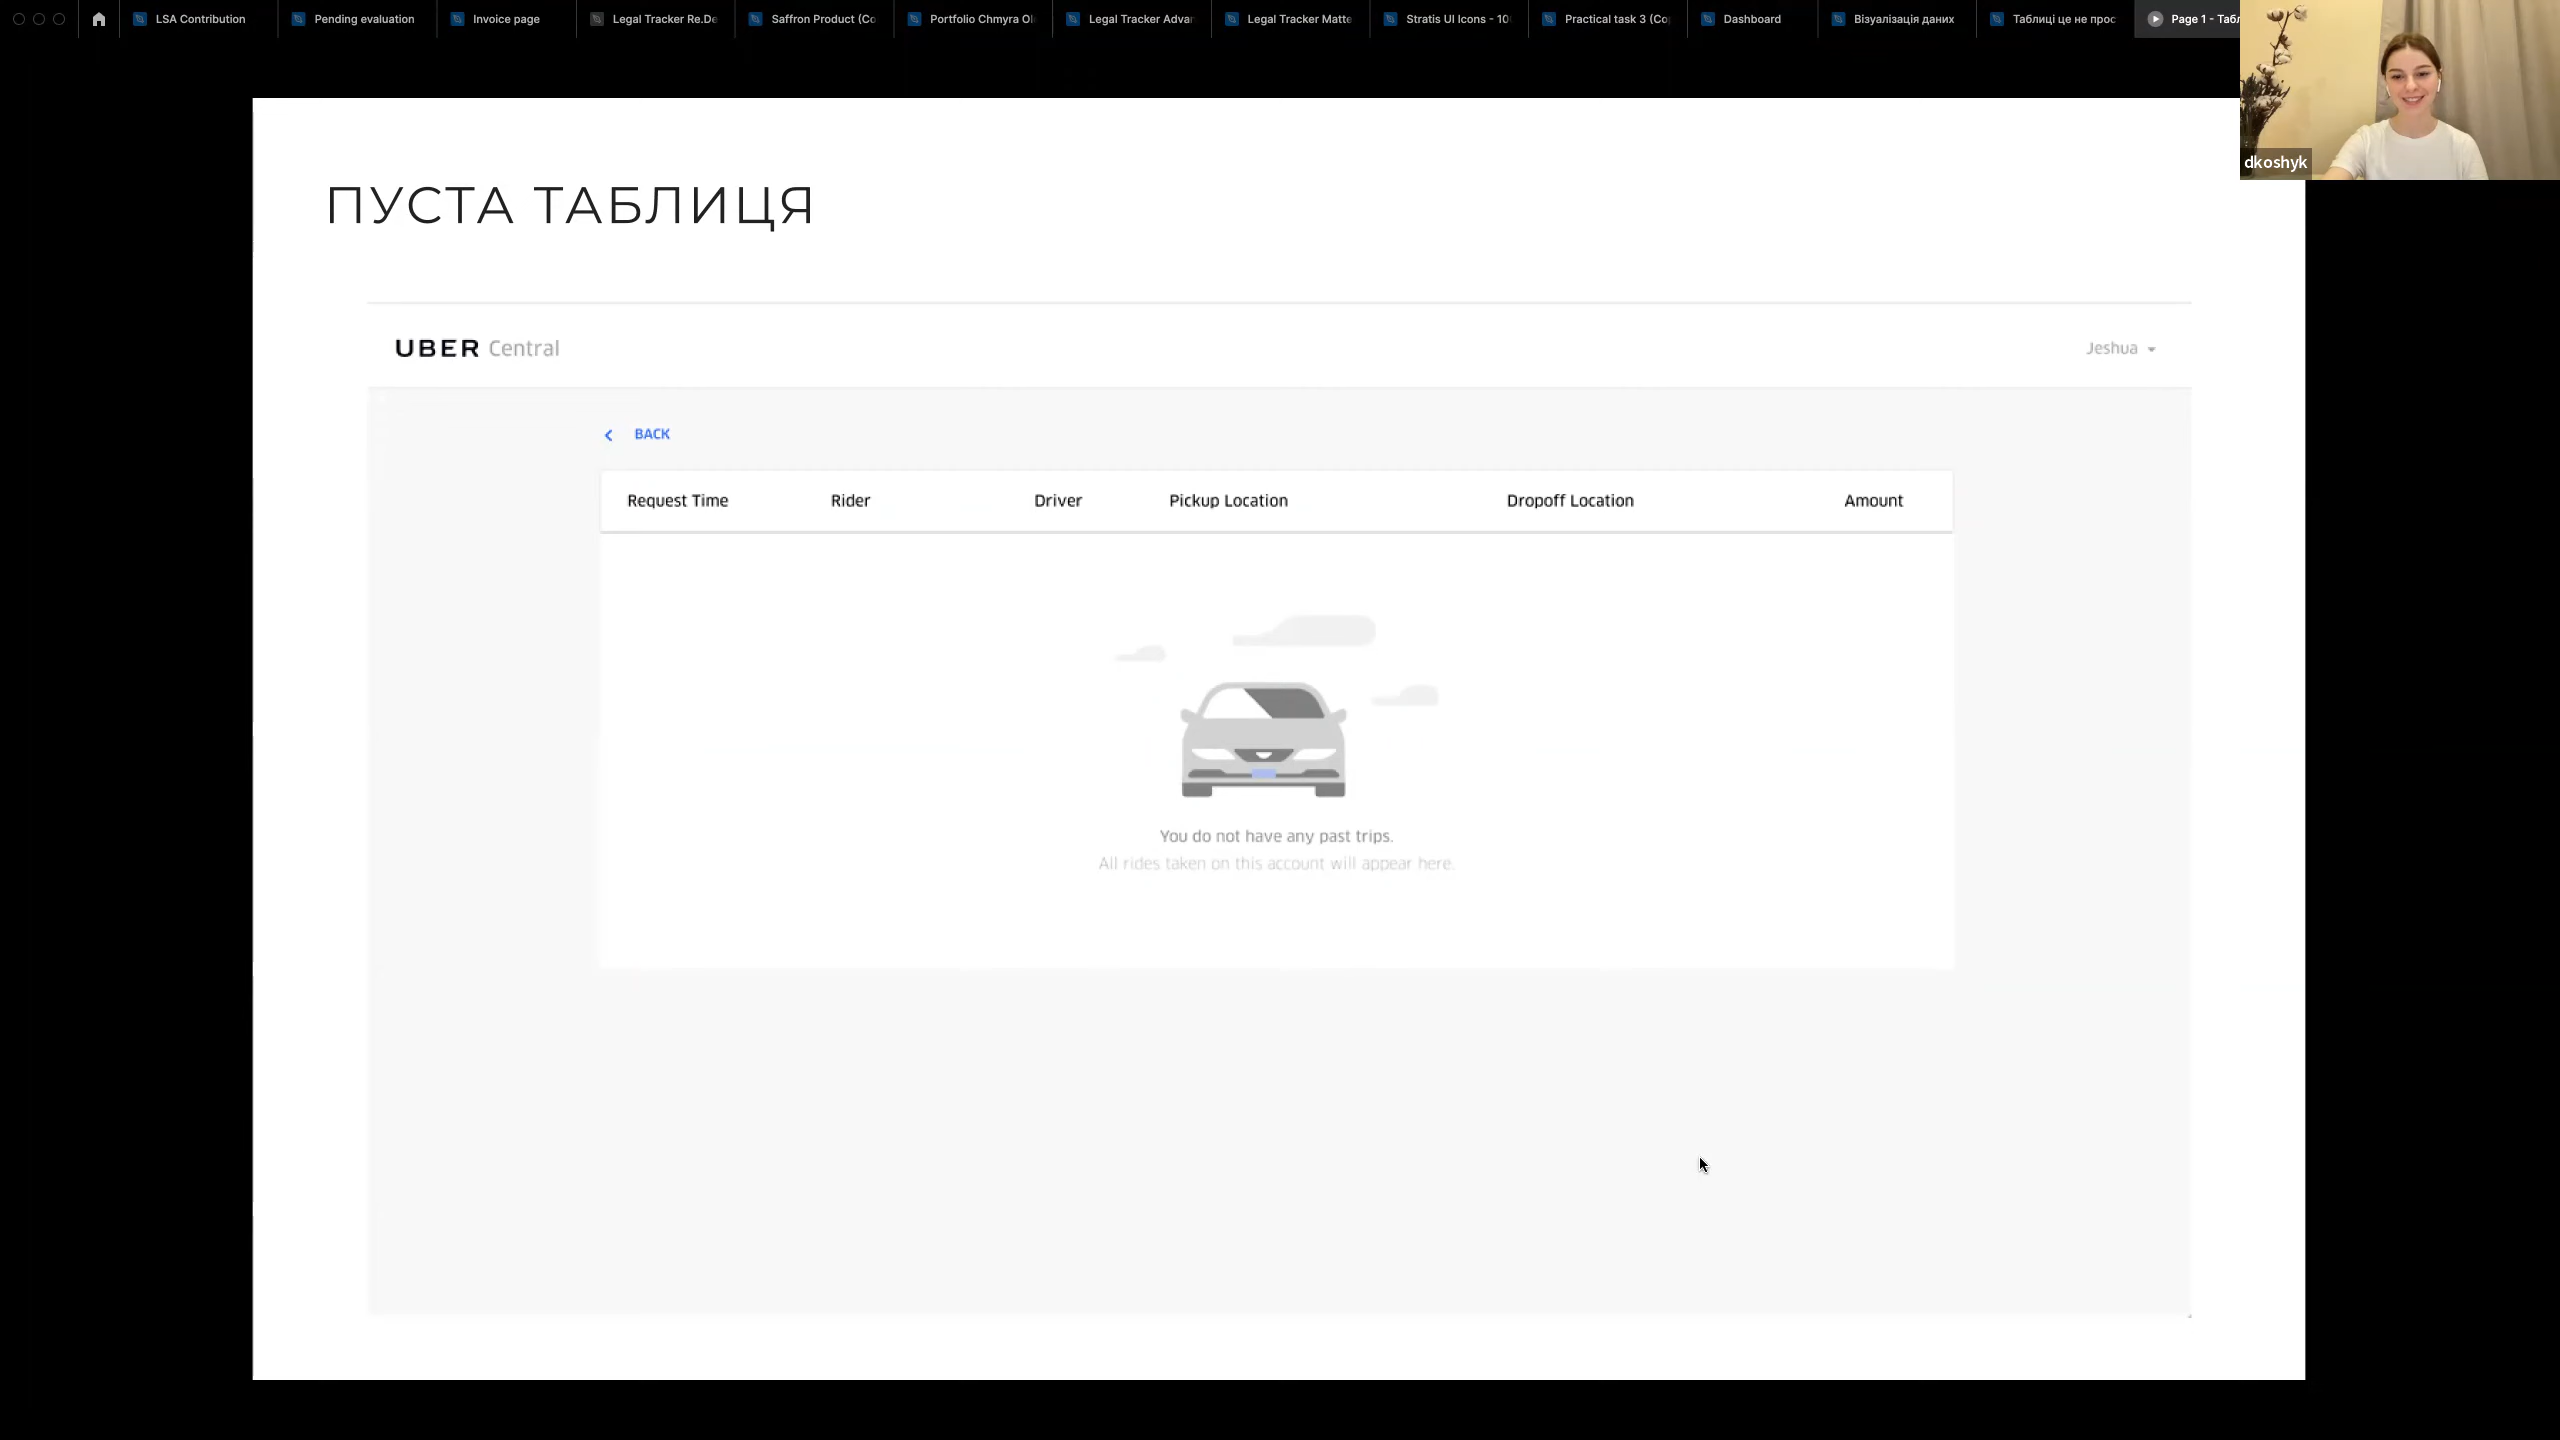 LSA Contribution
Pending evaluation
Invoice page
Legal Tracker Re.De
Saffron Product (Co
Portfolio Chmyra Ol
Legal Tracker Advan
Legal Tracker Matte
Stratis UI Icons - 10
Practical task 3 (Co
Dashboard
Візуалізація даних
Таблиці це не прос
Page 1 - Табл
dkoshyk
ПУСТА ТАБЛИЦЯ
UBER Central
Jeshua
BACK
Request Time Rider Driver Pickup Location Dropoff Location Amount
You do not have any past trips.
All rides taken on this account will appear here.